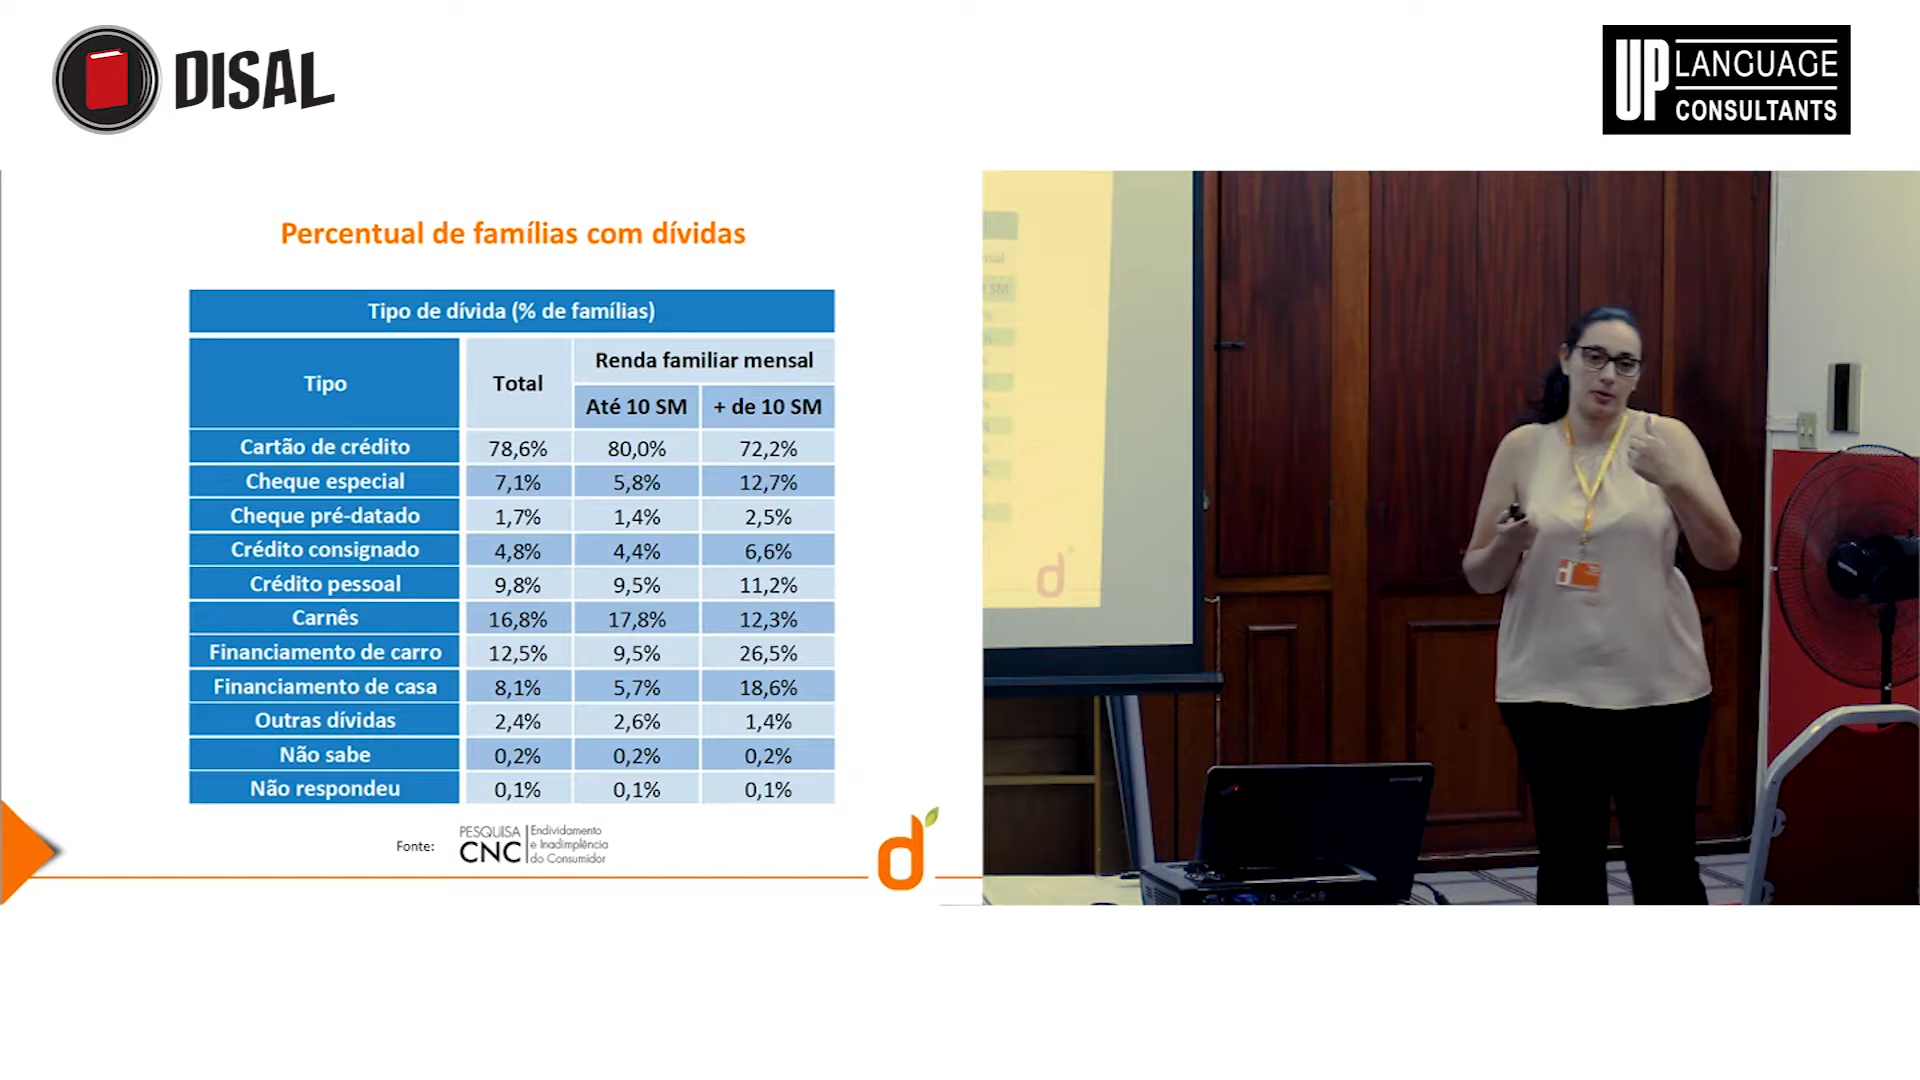 DISAL
UP LANGUAGE
CONSULTANTS
Percentual de famílias com dívidas
Tipo de dívida (% de famílias)
Tipo Total Renda familiar mensal
Até 10 SM + de 10 SM
Cartão de crédito 78,6% 80,0% 72,2%
Cheque especial 7,1% 5,8% 12,7%
Cheque pré-datado 1,7% 1,4% 2,5%
Crédito consignado 4,8% 4,4% 6,6%
Crédito pessoal 9,8% 9,5% 11,2%
Carnês 16,8% 17,8% 12,3%
Financiamento de carro 12,5% 9,5% 26,5%
Financiamento de casa 8,1% 5,7% 18,6%
Outras dívidas 2,4% 2,6% 1,4%
Não sabe 0,2% 0,2% 0,2%
Não respondeu 0,1% 0,1% 0,1%
Fonte:
PESQUISA
CNC
Endividamento
e Inadimplência
do Consumidor
d
SM
d